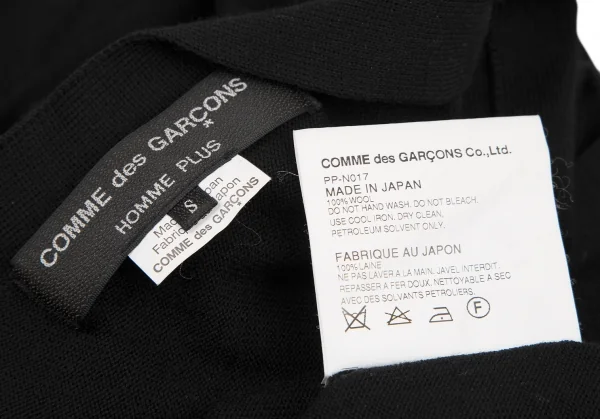 COMME des GARCONS
*
HOMME PLUS
S
Made in Japan
Fabriqué au Japon
COMME des GARCONS
COMME des GARÇONS Co.,Ltd.
PP-N017
MADE IN JAPAN
100% WOOL
DO NOT HAND WASH. DO NOT BLEACH.
USE COOL IRON. DRY CLEAN,
PETROLEUM SOLVENT ONLY.
FABRIQUE AU JAPON
100% LAINE
NE PAS LAVER A LA MAIN. JAVEL INTERDIT.
REPASSER A FER DOUX. NETTOYABLE A SEC
AVEC DES SOLVANTS PETROLIERS.
F